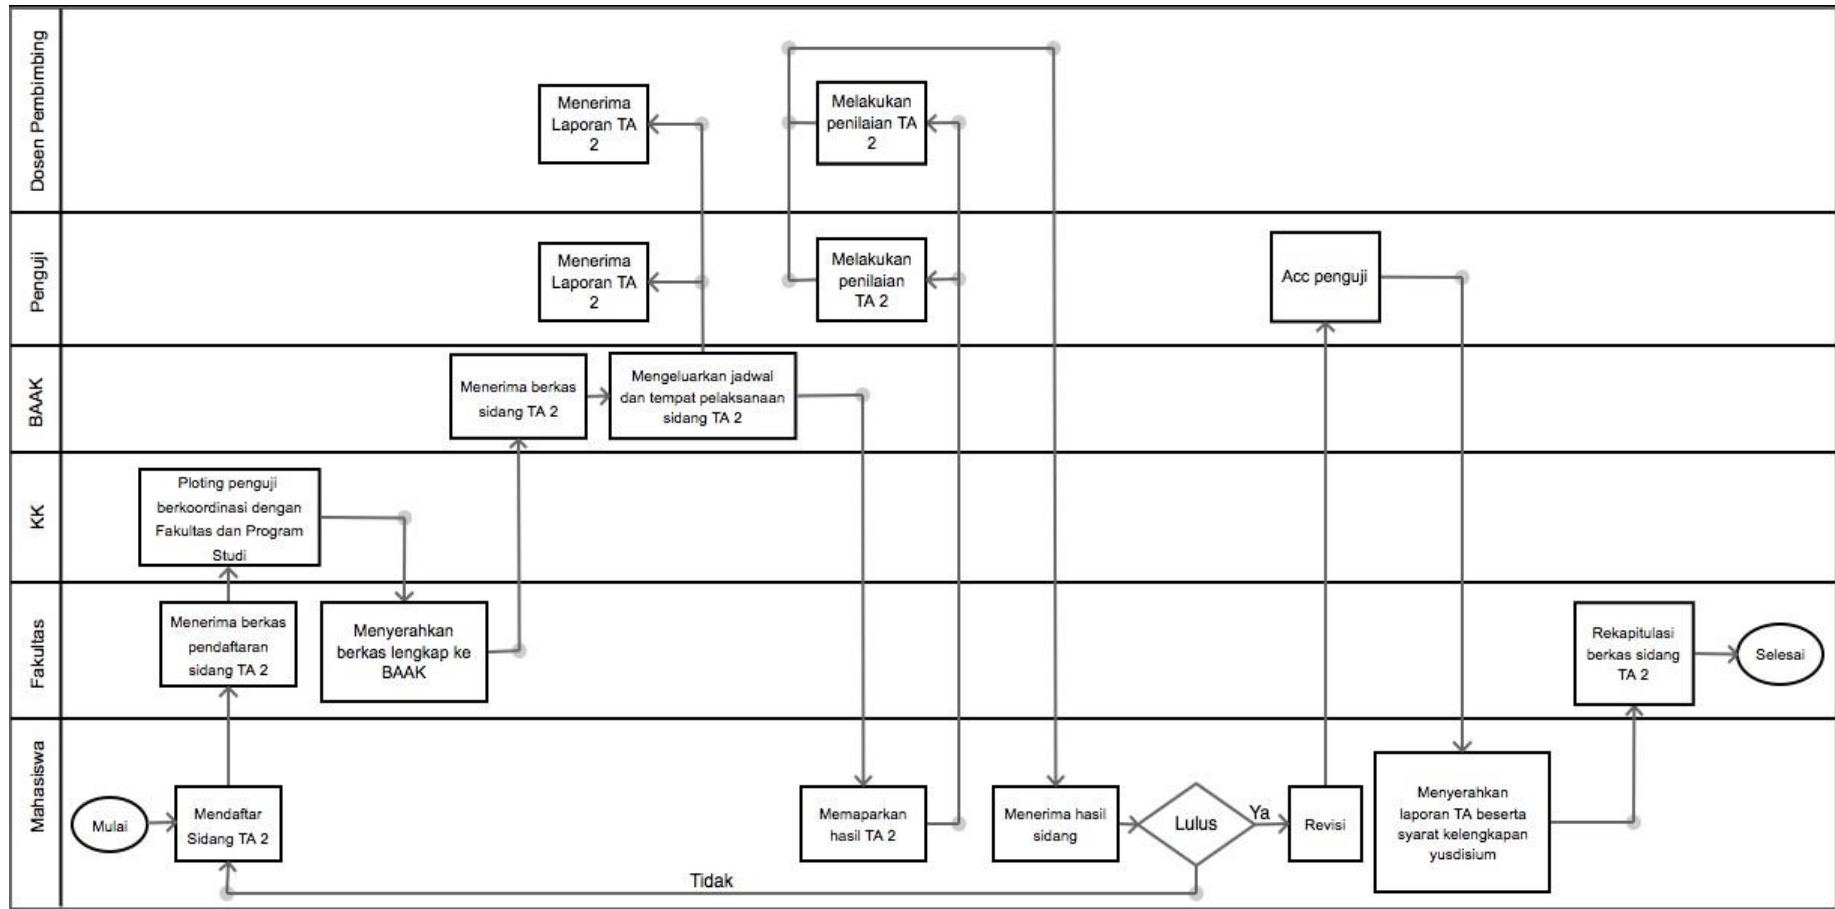 Dosen Pembimbing
Menerima
Laporan TA
2
Melakukan
penilaian TA
2
Penguji
Menerima
Laporan TA
2
Melakukan
penilaian
TA 2
Acc penguji
BAAK
Menerima berkas
sidang TA 2
Mengeluarkan jadwal
dan tempat pelaksanaan
sidang TA 2
KK
Ploting penguji
berkoordinasi dengan
Fakultas dan Program
Studi
Fakultas
Menerima berkas
pendaftaran
sidang TA 2
Menyerahkan
berkas lengkap ke
BAAK
Rekapitulasi
berkas sidang
TA 2
Selesai
Mahasiswa
Mulai
Mendaftar
Sidang TA 2
Memaparkan
hasil TA 2
Menerima hasil
sidang
Lulus
Ya
Revisi
Menyerahkan
laporan TA beserta
syarat kelengkapan
yusdisium
Tidak